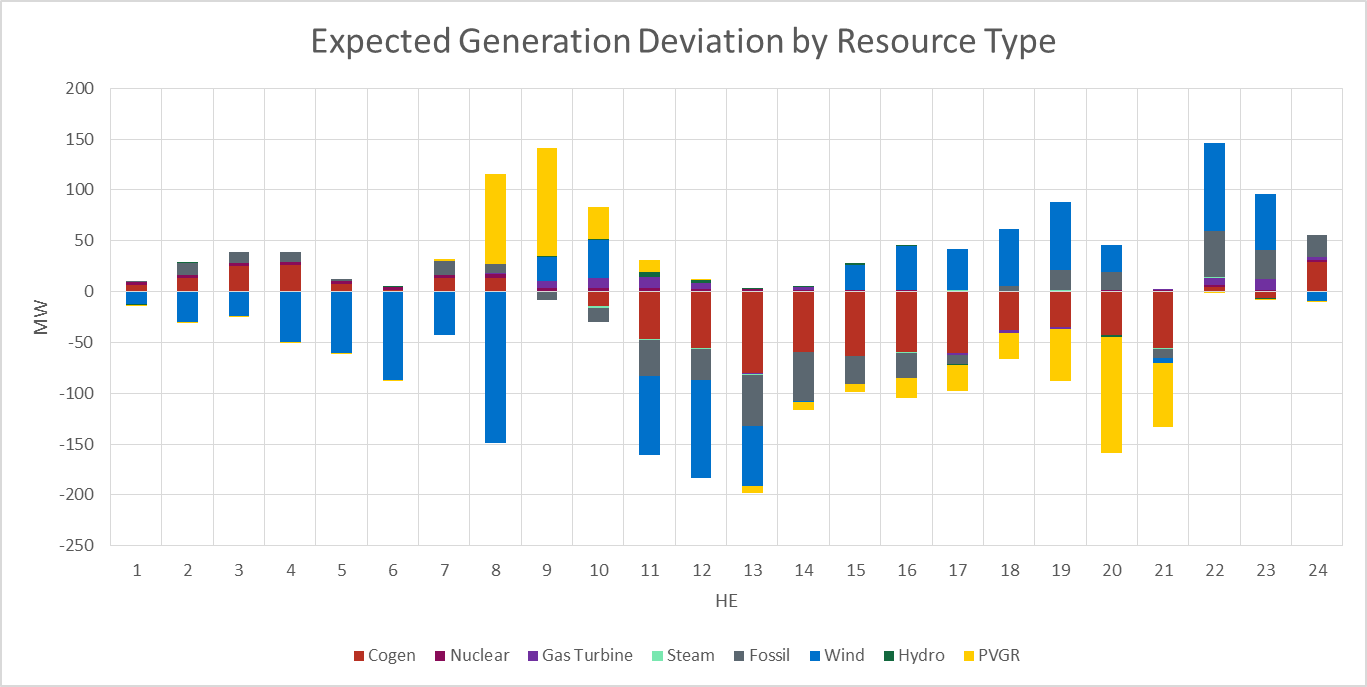 Expected Generation Deviation by Resource Type
200
150
100
50
0
-50
-100
-150
-200
-250
MW
1 2 3 4 5 6 7 8 9 10 11 12 13 14 15 16 17 18 19 20 21 22 23 24
HE
Cogen Nuclear Gas Turbine Steam Fossil Wind Hydro PVGR